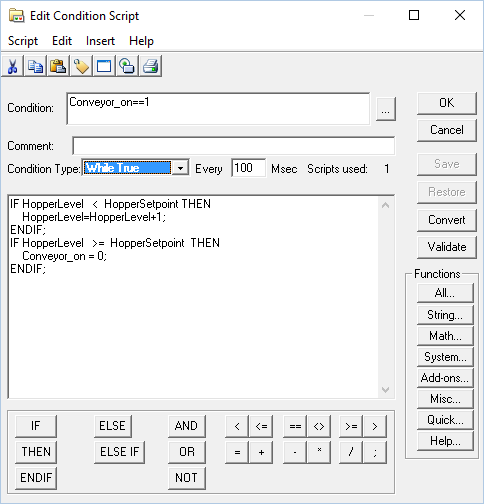 Edit Condition Script
Script Edit Insert Help
Condition: Conveyor_on==1 ... OK
Cancel
Comment:
Condition Type: While True Every 100 Msec Scripts used: 1
Save
Restore
Convert
Validate
IF HopperLevel < HopperSetpoint THEN
HopperLevel=HopperLevel+1;
ENDIF;
IF HopperLevel >= HopperSetpoint THEN
Conveyor_on = 0;
ENDIF;
Functions
All...
String...
Math...
System...
Add-ons...
Misc...
Quick...
Help...
IF ELSE AND < <= == <> >= >
THEN ELSE IF OR = + - * / ;
ENDIF NOT